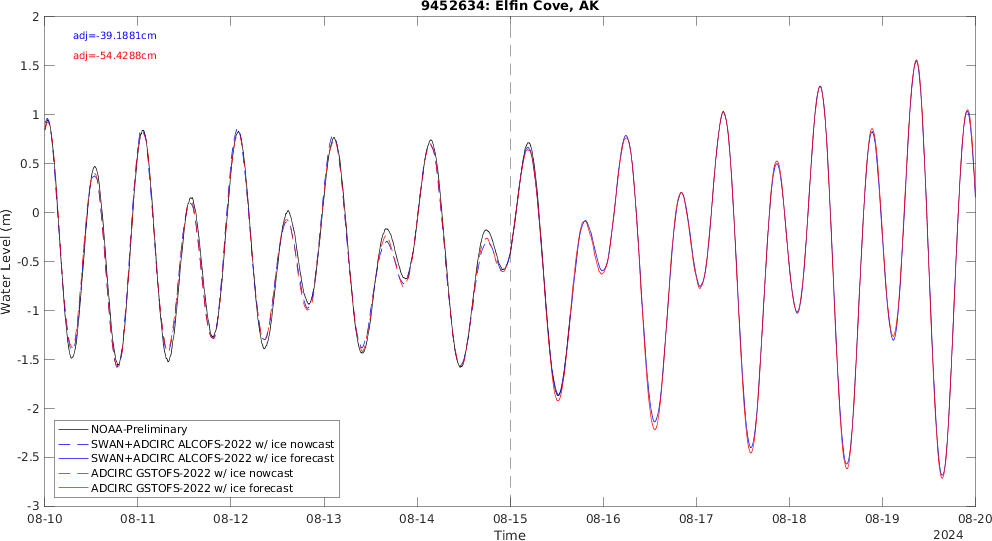 9452634: Elfin Cove, AK
adj=-39.1881cm
adj=-54.4288cm
2
1.5
1
0.5
0
-0.5
-1
-1.5
-2
-2.5
-3
Water Level (m)
NOAA-Preliminary
SWAN+ADCIRC ALCOFS-2022 w/ ice nowcast
SWAN+ADCIRC ALCOFS-2022 w/ ice forecast
ADCIRC GSTOFS-2022 w/ ice nowcast
ADCIRC GSTOFS-2022 w/ ice forecast
08-10 08-11 08-12 08-13 08-14 08-15 08-16 08-17 08-18 08-19 08-20
Time
2024